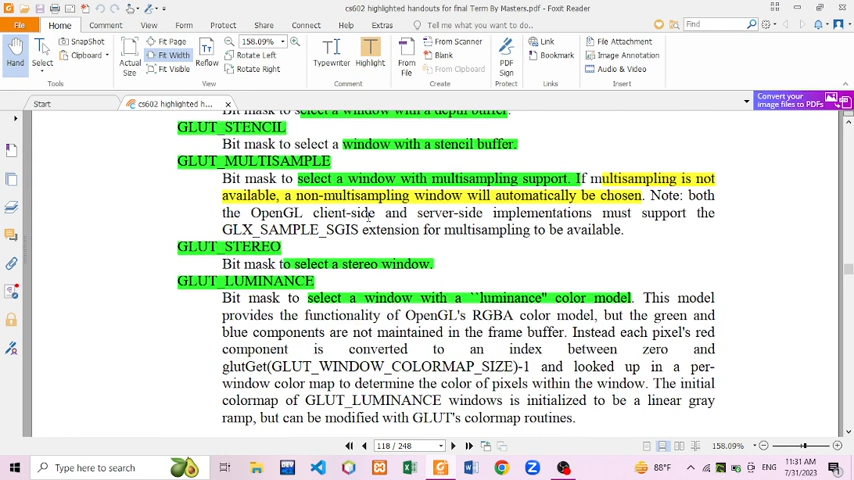 cs602 highlighted handouts for final Term By Masters.pdf - Foxit Reader
File Home Comment View Form Protect Share Connect Help Extras Tell me what you want to do.. Find
Hand
Select
SnapShot
Clipboard
Tools
Actual Size
Fit Page
Fit Width
Fit Visible
Reflow
158.09%
Rotate Left
Rotate Right
View
Typewriter
Highlight
Comment
From File
From Scanner
Blank
From Clipboard
Create
PDF Sign
Protect
Link
Bookmark
Links
File Attachment
Image Annotation
Audio & Video
Insert
Start
cs602 highlighted h...
Convert your image files to PDFs
Bit mask to select a window with a depth buffer.
GLUT_STENCIL
Bit mask to select a window with a stencil buffer.
GLUT_MULTISAMPLE
Bit mask to select a window with multisampling support. If multisampling is not
available, a non-multisampling window will automatically be chosen. Note: both
the OpenGL client-side and server-side implementations must support the
GLX_SAMPLE_SGIS extension for multisampling to be available.
GLUT_STEREO
Bit mask to select a stereo window.
GLUT_LUMINANCE
Bit mask to select a window with a ``luminance'' color model. This model
provides the functionality of OpenGL's RGBA color model, but the green and
blue components are not maintained in the frame buffer. Instead each pixel's red
component is converted to an index between zero and
glutGet(GLUT_WINDOW_COLORMAP_SIZE)-1 and looked up in a per-
window color map to determine the color of pixels within the window. The initial
colormap of GLUT_LUMINANCE windows is initialized to be a linear gray
ramp, but can be modified with GLUT's colormap routines.
118 / 248
158.09%
Type here to search
88°F
ENG
11:31 AM
7/31/2023